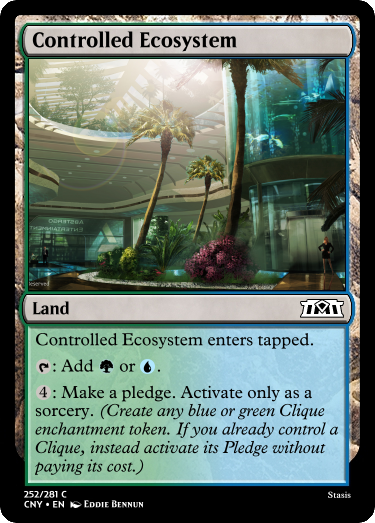 Controlled Ecosystem
reserved
Land
Controlled Ecosystem enters tapped.
: Add or .
4: Make a pledge. Activate only as a
sorcery. (Create any blue or green Clique
enchantment token. If you already control a
Clique, instead activate its Pledge without
paying its cost.)
252/281 C
Stasis
CNY • EN Eddie Bennun